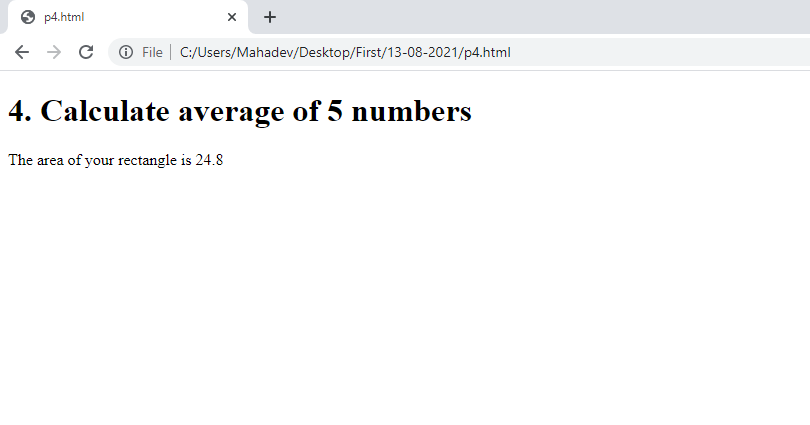 p4.html
File | C:/Users/Mahadev/Desktop/First/13-08-2021/p4.html
4. Calculate average of 5 numbers
The area of your rectangle is 24.8